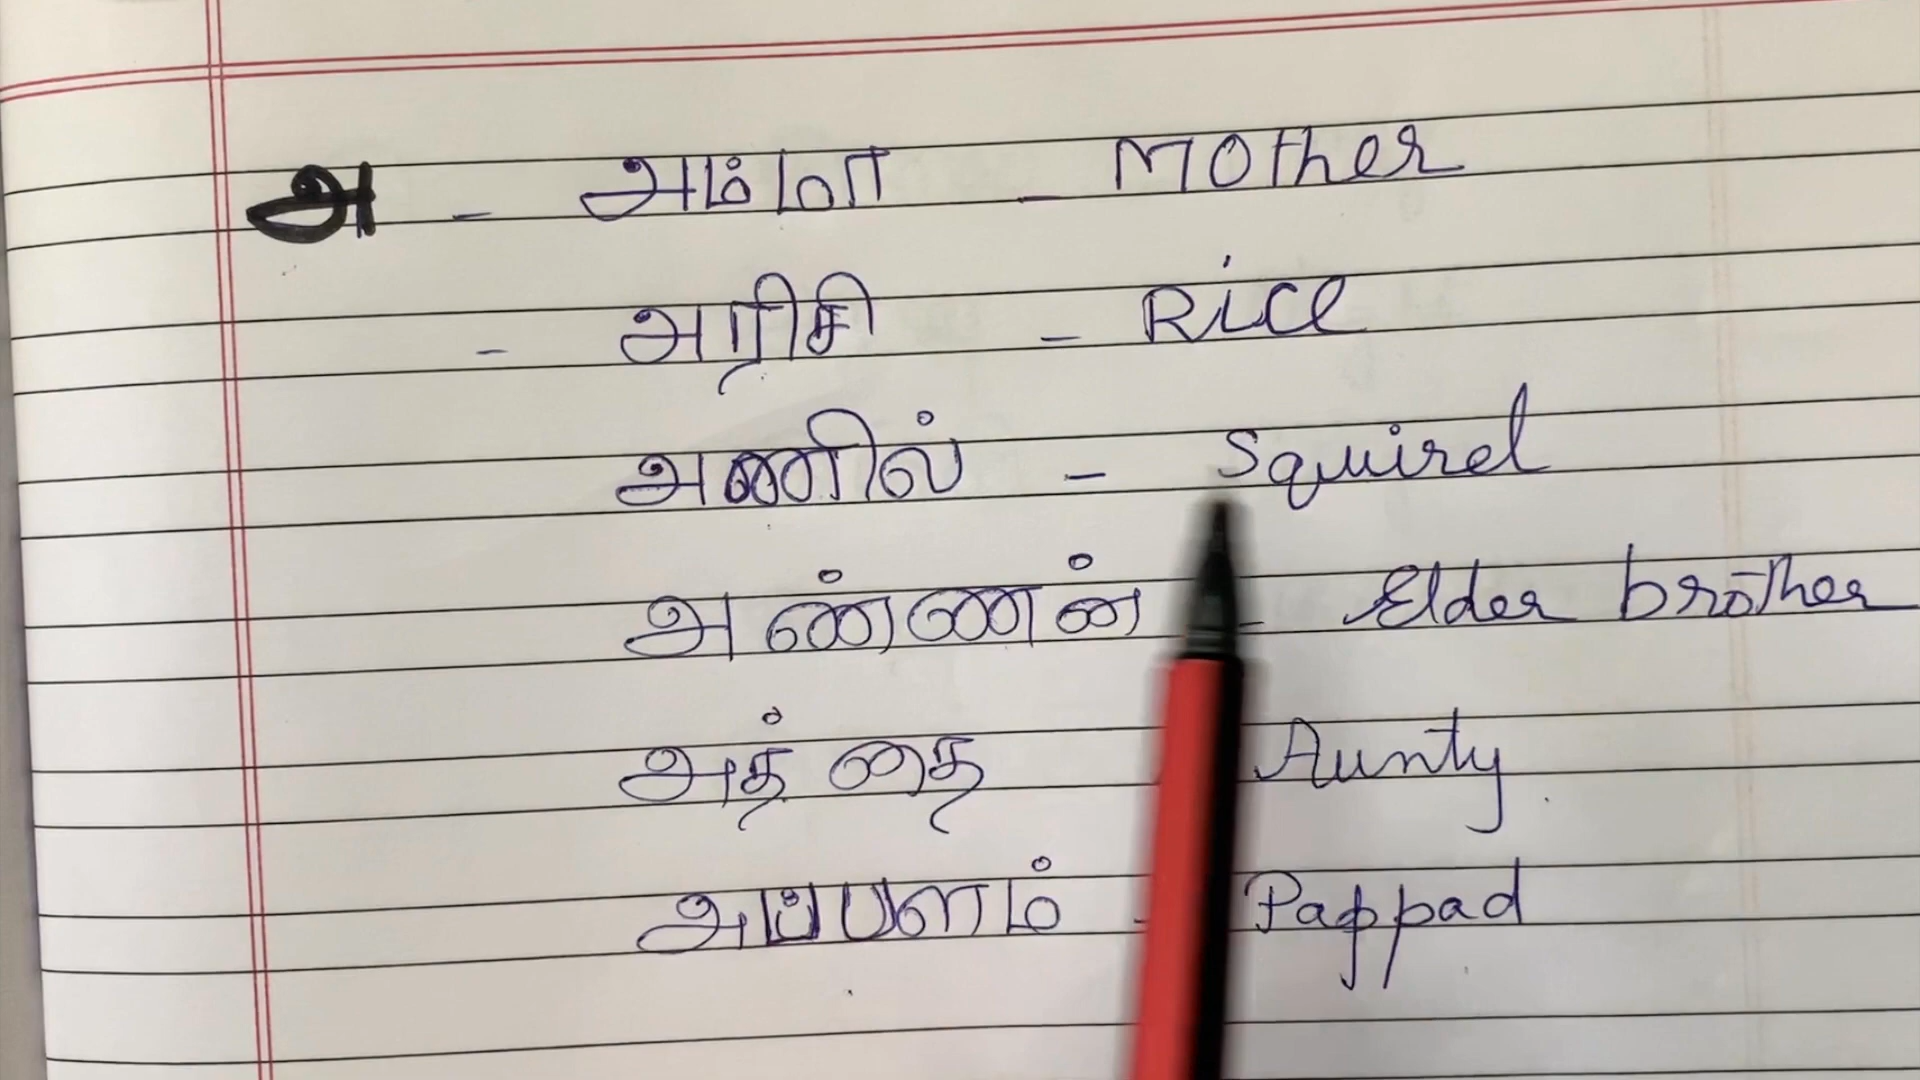 அ - அம்மா - Mother
- அரிசி - Rice
அணில் - Squirel
அண்ணன் - Elder brother
அத்தை Aunty
அப்பளம் - Pappad